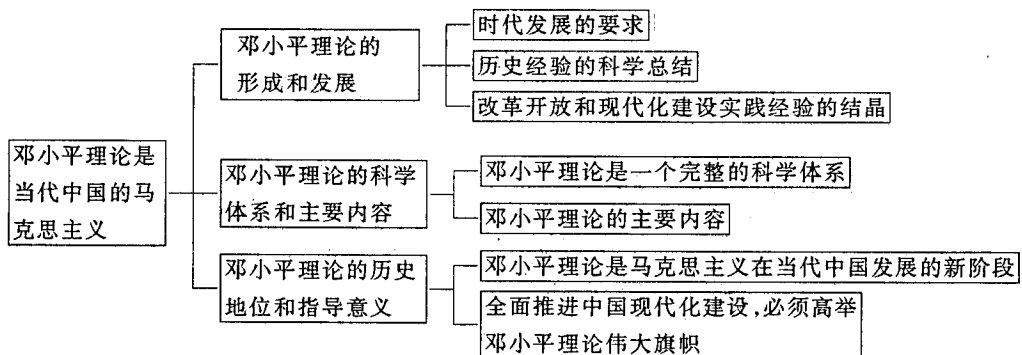 邓小平理论是
当代中国的马
克思主义
邓小平理论的
形成和发展
时代发展的要求
历史经验的科学总结
改革开放和现代化建设实践经验的结晶
邓小平理论的科学
体系和主要内容
邓小平理论是一个完整的科学体系
邓小平理论的主要内容
邓小平理论的历史
地位和指导意义
邓小平理论是马克思主义在当代中国发展的新阶段
全面推进中国现代化建设,必须高举
邓小平理论伟大旗帜